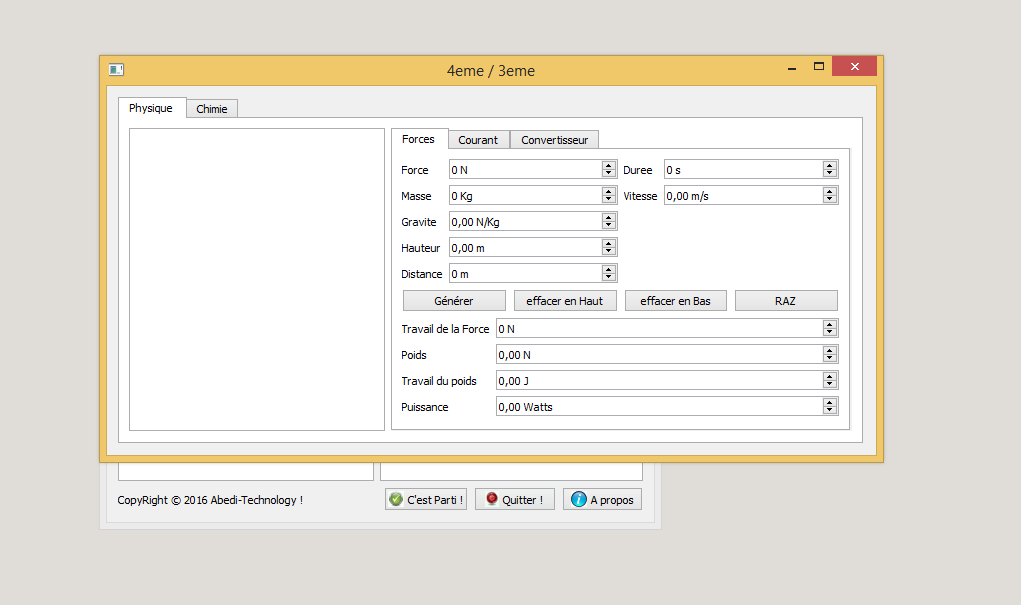 4eme / 3eme
Physique Chimie
Forces Courant Convertisseur
Force 0 N Duree 0 s
Masse 0 Kg Vitesse 0,00 m/s
Gravite 0,00 N/Kg
Hauteur 0,00 m
Distance 0 m
Générer effacer en Haut effacer en Bas RAZ
Travail de la Force 0 N
Poids 0,00 N
Travail du poids 0,00 J
Puissance 0,00 Watts
CopyRight © 2016 Abedi-Technology ! C'est Parti ! Quitter ! A propos